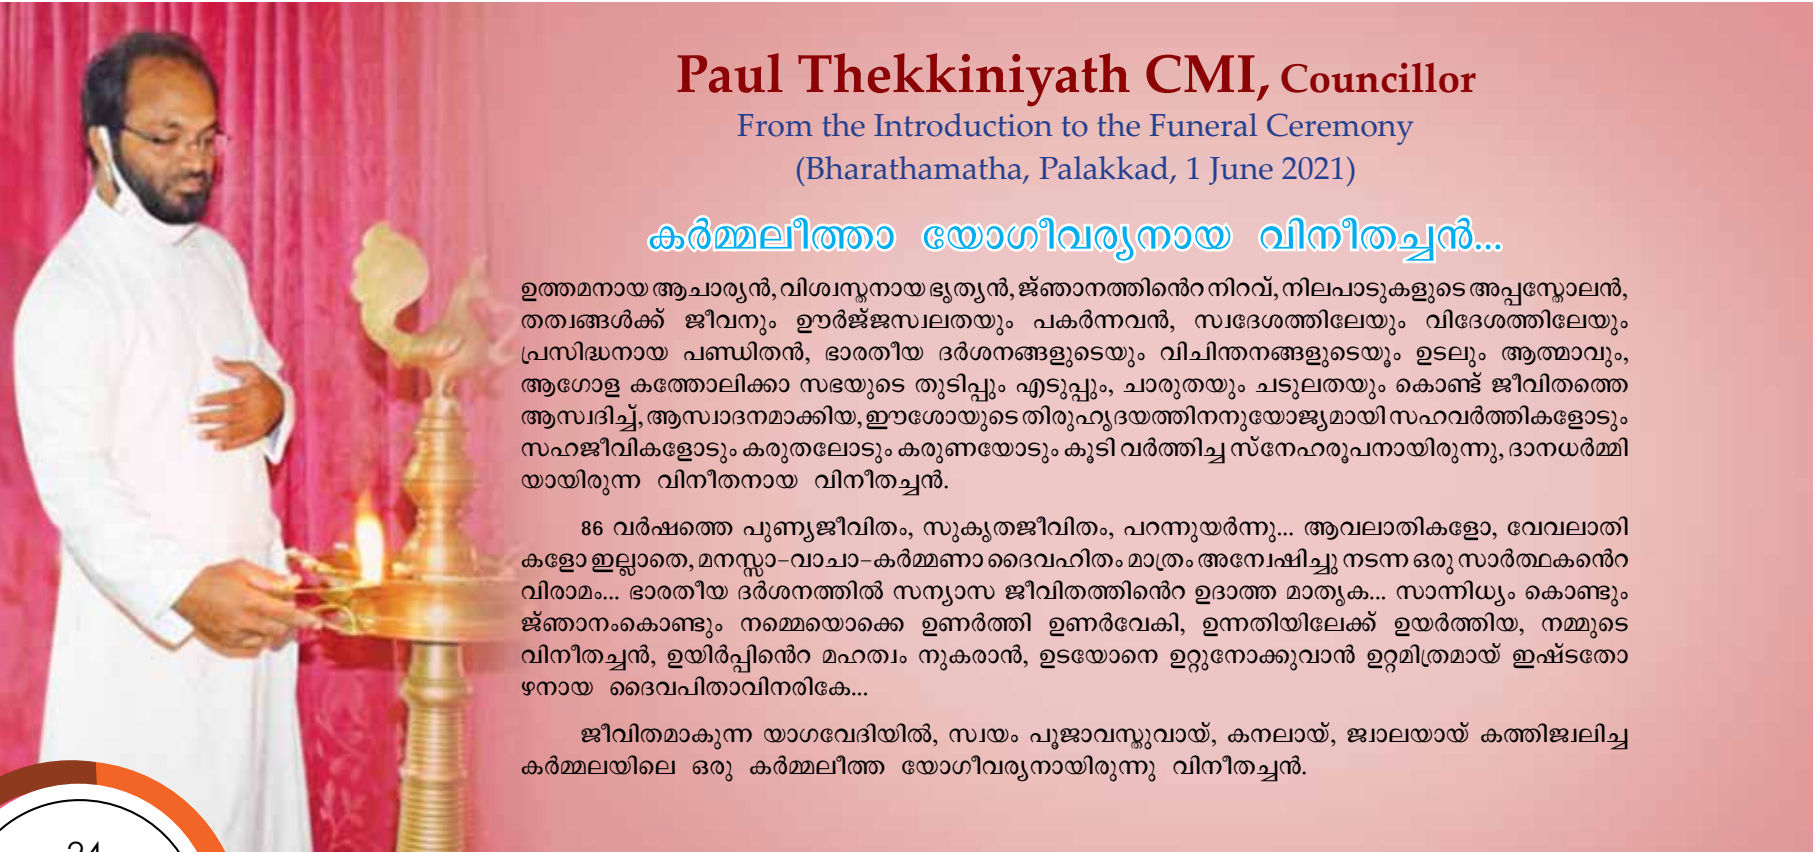 Paul Thekkiniyath CMI, Councillor
From the Introduction to the Funeral Ceremony
(Bharathamatha, Palakkad, 1 June 2021)
കർമ്മലീത്താ യോഗീവര്യനായ വിനീതച്ചൻ...
ഉത്തമനായ ആചാര്യൻ, വിശ്വസ്തനായ ഭൃത്യൻ, ജ്ഞാനത്തിൻെറ നിറവ്, നിലപാടുകളുടെ അപ്പസ്തോലൻ,
തത്വങ്ങൾക്ക് ജീവനും ഊർജ്ജസ്വലതയും പകർന്നവൻ, സ്വദേശത്തിലേയും വിദേശത്തിലേയും
പ്രസിദ്ധനായ പണ്ഡിതൻ, ഭാരതീയ ദർശനങ്ങളുടെയും വിചിന്തനങ്ങളുടെയൂം ഉടലും ആത്മാവും,
ആഗോള കത്തോലിക്കാ സഭയുടെ തുടിപ്പും എടുപ്പും, ചാരുതയും ചടുലതയും കൊണ്ട് ജീവിതത്തെ
ആസ്വദിച്ച്, ആസ്വാദനമാക്കിയ, ഈശോയുടെ തിരുഹൃദയത്തിനനുയോജ്യമായി സഹവർത്തികളോടും
സഹജീവികളോടും കരുതലോടും കരുണയോടും കൂടി വർത്തിച്ച സ്നേഹരൂപനായിരുന്നു, ദാനധർമ്മി
യായിരുന്ന വിനീതനായ വിനീതച്ചൻ.
86 വർഷത്തെ പുണ്യജീവിതം, സുകൃതജീവിതം, പറന്നുയർന്നു... ആവലാതികളോ, വേവലാതി
കളോ ഇല്ലാതെ, മനസ്സാ-വാചാ-കർമ്മണാ ദൈവഹിതം മാത്രം അന്വേഷിച്ചു നടന്ന ഒരു സാർത്ഥകൻെറ
വിരാമം... ഭാരതീയ ദർശനത്തിൽ സന്യാസ ജീവിതത്തിൻെറ ഉദാത്ത മാതൃക... സാന്നിധ്യം കൊണ്ടും
ജ്ഞാനംകൊണ്ടും നമ്മെയൊക്കെ ഉണർത്തി ഉണർവേകി, ഉന്നതിയിലേക്ക് ഉയർത്തിയ, നമ്മുടെ
വിനീതച്ചൻ, ഉയിർപ്പിൻെറ മഹത്വം നുകരാൻ, ഉടയോനെ ഉറ്റുനോക്കുവാൻ ഉറ്റമിത്രമായ് ഇഷ്ടതോ
ഴനായ ദൈവപിതാവിനരികേ...
ജീവിതമാകുന്ന യാഗവേദിയിൽ, സ്വയം പൂജാവസ്തുവായ്, കനലായ്, ജ്വാലയായ് കത്തിജ്വലിച്ച
കർമ്മലയിലെ ഒരു കർമ്മലീത്ത യോഗീവര്യനായിരുന്നു വിനീതച്ചൻ.